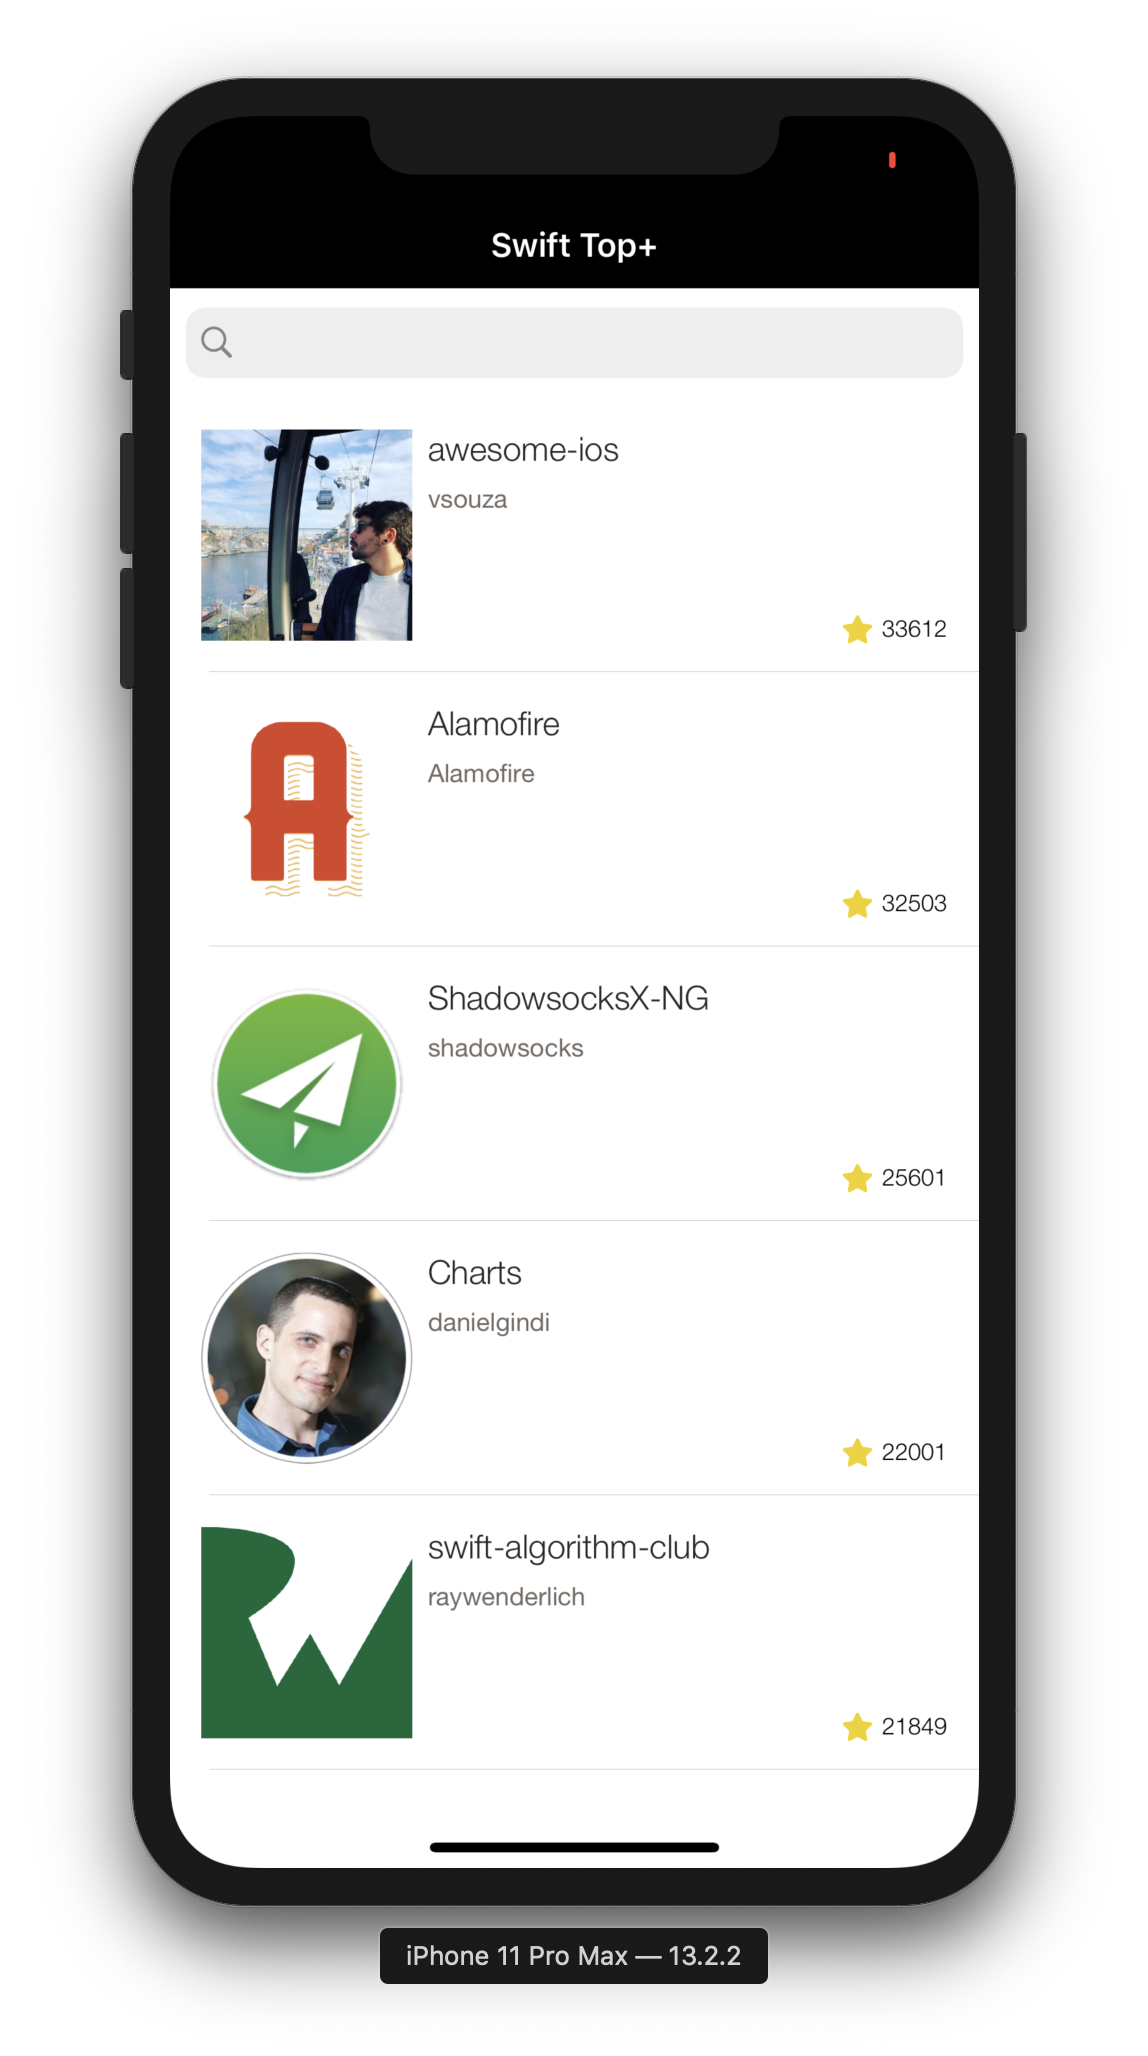 Swift Top+
awesome-ios
vsouza
33612
A
Alamofire
Alamofire
32503
ShadowsocksX-NG
shadowsocks
25601
Charts
danielgindi
22001
swift-algorithm-club
raywenderlich
21849
iPhone 11 Pro Max — 13.2.2